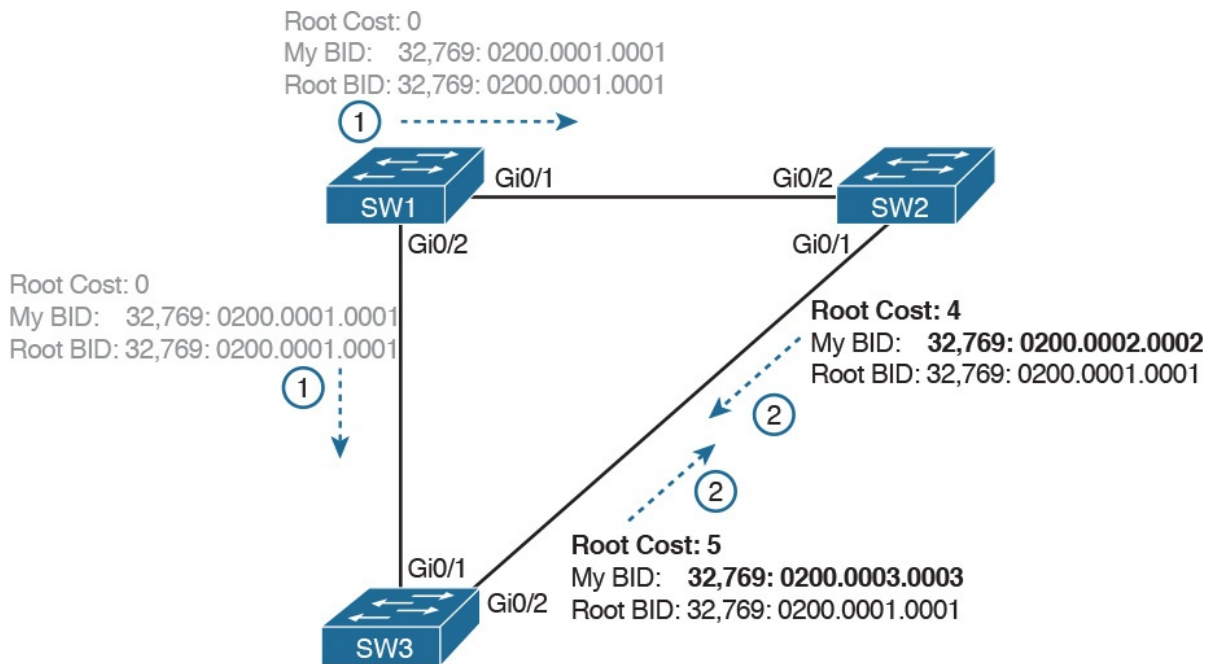 Root Cost: 0
My BID: 32,769: 0200.0001.0001
Root BID: 32,769: 0200.0001.0001
1
Gi0/1
Gi0/2
SW1
SW2
Gi0/2
Gi0/1
Root Cost: 0
My BID: 32,769: 0200.0001.0001
Root BID: 32,769: 0200.0001.0001
1
Root Cost: 4
My BID: 32,769: 0200.0002.0002
Root BID: 32,769: 0200.0001.0001
2
2
Root Cost: 5
My BID: 32,769: 0200.0003.0003
Root BID: 32,769: 0200.0001.0001
Gi0/1
Gi0/2
SW3